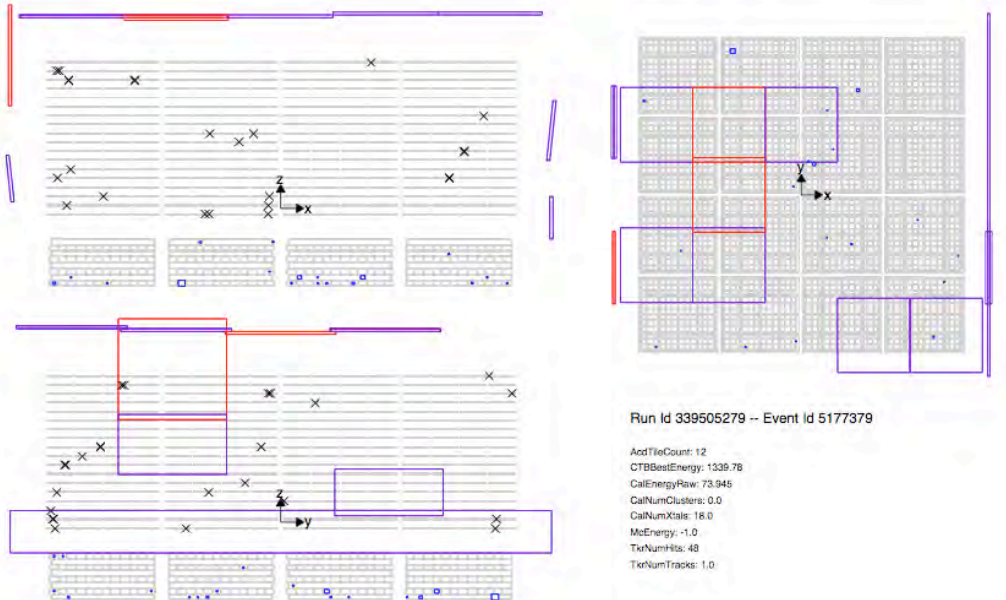 z
x
y
x
z
y
Run Id 339505279 -- Event Id 5177379
AcdTileCount: 12
CTBBestEnergy: 1339.78
CalEnergyRaw: 73.945
CalNumClusters: 0.0
CalNumXtals: 18.0
McEnergy: -1.0
TkrNumHits: 48
TkrNumTracks: 1.0